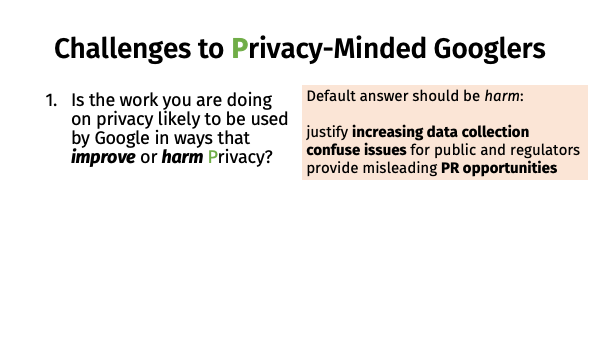 Challenges to Privacy-Minded Googlers
1. Is the work you are doing
on privacy likely to be used
by Google in ways that
improve or harm Privacy?
Default answer should be harm:
justify increasing data collection
confuse issues for public and regulators
provide misleading PR opportunities